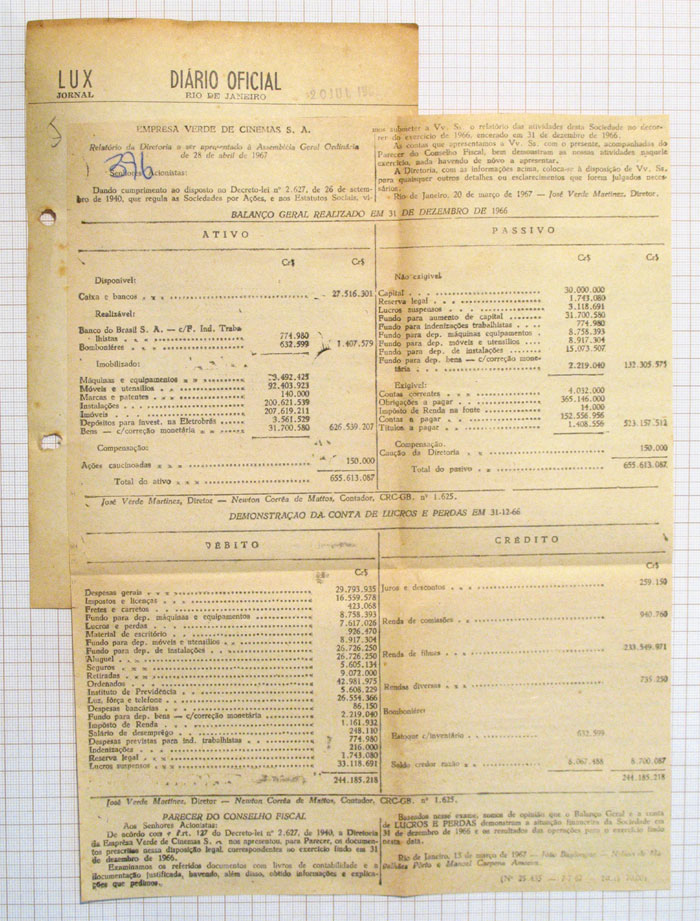 LUX
JORNAL
DIÁRIO OFICIAL
RIO DE JANEIRO
396
EMPRESA VERDE DE CINEMAS S. A.
Relatório da Diretoria a ser apresentado à Assembléia Geral Ordinária
de 28 de abril de 1967
Senhores Acionistas:
Dando cumprimento ao disposto no Decreto-lei nº 2.627, de 26 de setem-
bro de 1940, que regula as Sociedades por Ações, e nos Estatutos Sociais, vi-
mos submeter a Vv. Ss. o relatório das atividades desta Sociedade no decor-
rer do exercício de 1966, encerrado em 31 de dezembro de 1966.
As contas que apresentamos a Vv. Ss. com o presente, acompanhadas do
Parecer do Conselho Fiscal, bem demonstram as nossas atividades naquele
exercício, nada havendo de nôvo a apresentar.
A Diretoria, com as informações acima, coloca-se à disposição de Vv. Ss.
para quaisquer outros detalhes ou esclarecimentos que forem julgados neces-
sários.
Rio de Janeiro, 20 de março de 1967 — José Verde Martinez, Diretor.
BALANÇO GERAL REALIZADO EM 31 DE DEZEMBRO DE 1966
ATIVO
Cr$ Cr$
Disponível:
Caixa e bancos 27.516.301
Realizável:
Banco do Brasil S. A. — c/F. Ind. Traba
lhistas 774.980
Bombonière 632.599 1.407.579
Imobilizado:
Máquinas e equipamentos 492.425
Móveis e utensílios 92.403.923
Marcas e patentes 140.000
Instalações 200.621.539
Imóveis 207.619.211
Depósitos para invest. na Eletrobrás 3.561.529
Bens — c/correção monetária 31.700.580 626.539.207
Compensação:
Ações caucionadas 150.000
Total do ativo 655.613.087
PASSIVO
Cr$ Cr$
Não exigível
Capital 30.000.000
Reserva legal 1.743.080
Lucros suspensos 118.691
Fundo para aumento de capital 31.700.580
Fundo para indenizações trabalhistas 774.980
Fundo para dep. máquinas equipamentos 8.758.393
Fundo para dep. móveis e utensílios 8.917.304
Fundo para dep. de instalações 15.073.507
Fundo para dep. bens — c/correção mone-
tária 2.219.040 132.305.575
Exigível:
Contas correntes 4.032.000
Obrigações a pagar 365.146.000
Impôsto de Renda na fonte 14.000
Contas a pagar 152.556.956
Títulos a pagar 1.408.556 523.157.512
Compensação.
Caução da Diretoria 150.000
Total do passivo 655.613.087
José Verde Martinez, Diretor — Newton Corrêa de Mattos, Contador, CRC-GB. nº 1.625.
DEMONSTRAÇÃO DA CONTA DE LUCROS E PERDAS EM 31-12-66
DÉBITO
Cr$
Despesas gerais 29.793.935
Impostos e licenças 16.559.578
Fretes e carretos 423.068
Fundo para dep. máquinas e equipamentos 8.758.393
Lucros e perdas 7.617.026
Material de escritório 926.470
Fundo para dep. móveis e utensílios 8.917.304
Fundo para dep. de instalações 26.726.250
Aluguel 26.726.250
Seguros 5.605.134
Retiradas 9.072.000
Ordenados 42.981.975
Instituto de Previdência 5.608.229
Luz, fôrça e telefone 26.554.366
Despesas bancárias 86.150
Fundo para dep. bens — c/correção monetária 2.219.040
Impôsto de Renda 1.161.932
Salário de desemprêgo 248.110
Despesas previstas para ind. trabalhistas 774.980
Indenizações 216.000
Reserva legal 1.743.080
Lucros suspensos 33.118.691
244.185.218
CRÉDITO
Cr$
Juros e descontos 259.150
Renda de comissões 940.760
Renda de filmes 233.549.971
Rendas diversas 735.250
Bombonière
Estoque c/inventário 632.599
Saldo credor 8.067.488 8.700.087
244.185.218
José Verde Martinez, Diretor — Newton Corrêa de Mattos, Contador, CRC-GB. nº 1.625.
PARECER DO CONSELHO FISCAL
Aos Senhores Acionistas:
De acôrdo com o Art. 127 do Decreto-lei nº 2.627, de 1940, a Diretoria
da Emprêsa Verde de Cinemas S. A. nos apresentou, para Parecer, os documen-
tos prescritos nessa disposição legal, correspondentes ao exercício findo em 31
de dezembro de 1966.
Examinamos os referidos documentos com livros de contabilidade e a
documentação justificada, havendo, além disso, obtido informações e explica-
ções que pedimos.
Baseados nesse exame, somos de opinião que o Balanço Geral e a conta
de LUCROS E PERDAS demonstram a situação financeira da Sociedade em
31 de dezembro de 1966 e os resultados das operações para o exercício findo
nesta data.
Rio de Janeiro, 15 de março de 1967 — João
Pinto e Manoel Campos